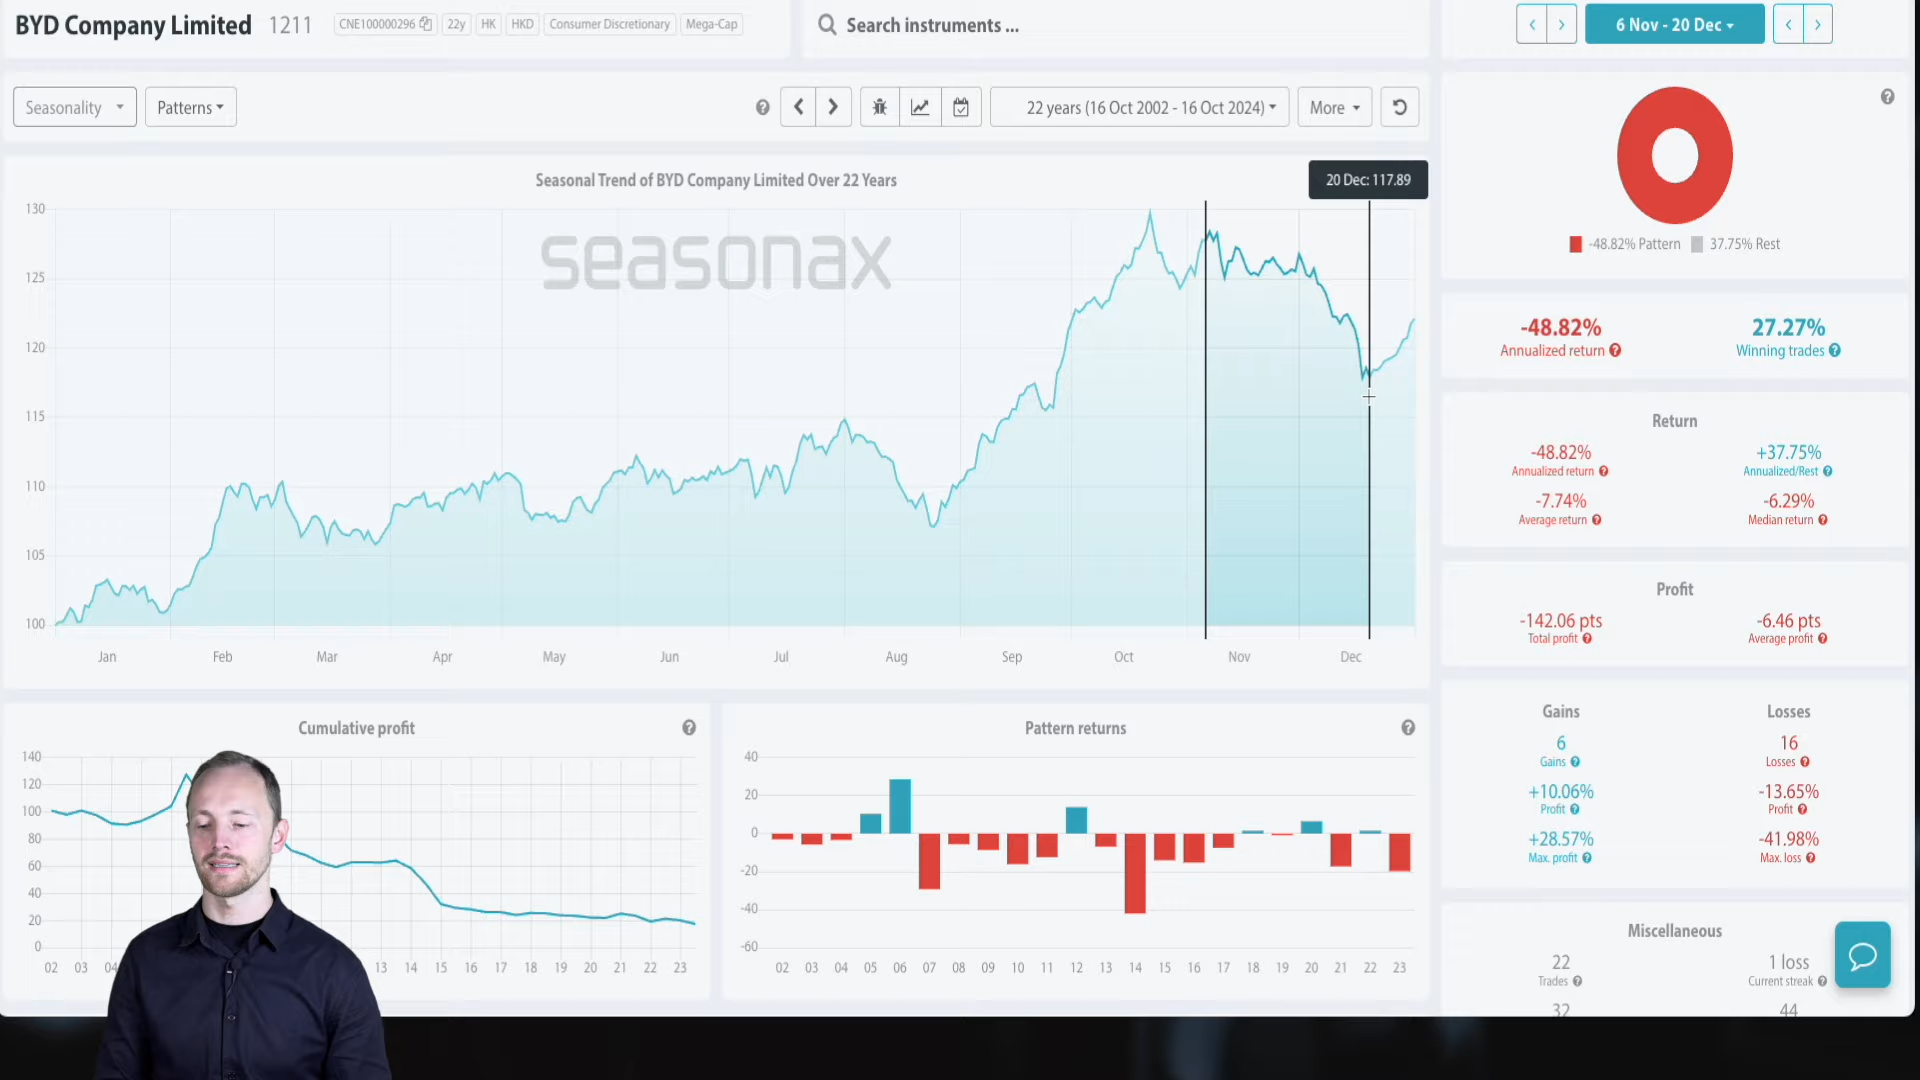 BYD Company Limited 1211 CNE100000296 22y HK HKD Consumer Discretionary Mega-Cap
Search instruments ...
6 Nov - 20 Dec
Seasonality Patterns
22 years (16 Oct 2002 - 16 Oct 2024) More
Seasonal Trend of BYD Company Limited Over 22 Years
20 Dec: 117.89
seasonax
130
125
120
115
110
105
100
Jan Feb Mar Apr May Jun Jul Aug Sep Oct Nov Dec
-48.82% Pattern 37.75% Rest
-48.82% 27.27%
Annualized return Winning trades
Return
-48.82% +37.75%
Annualized return Annualized/Rest
-7.74% -6.29%
Average return Median return
Profit
-142.06 pts -6.46 pts
Total profit Average profit
Gains Losses
6 16
Gains Losses
+10.06% -13.65%
Profit Profit
+28.57% -41.98%
Max. profit Max. loss
Miscellaneous
22 1 loss
Trades Current streak
32 44
Cumulative profit
140
120
100
80
60
40
20
0
02 03 04 13 14 15 16 17 18 19 20 21 22 23
Pattern returns
40
20
0
-20
-40
-60
02 03 04 05 06 07 08 09 10 11 12 13 14 15 16 17 18 19 20 21 22 23